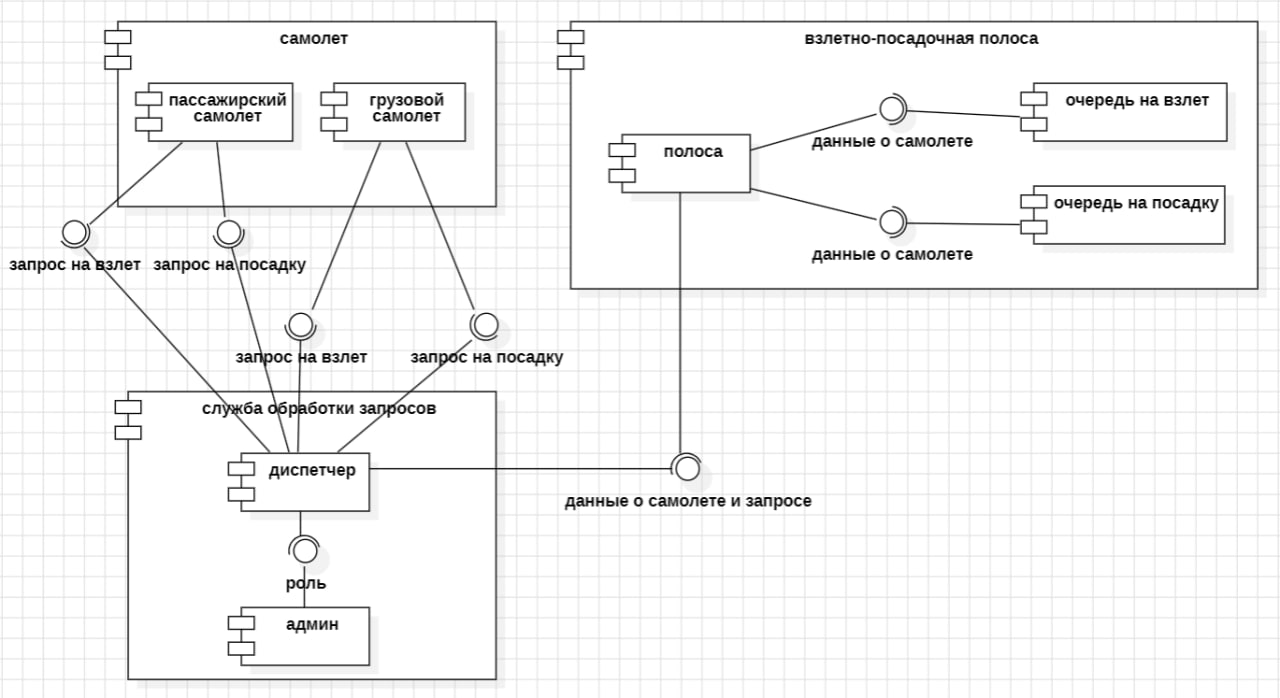 самолет
пассажирский
самолет
грузовой
самолет
запрос на взлет
запрос на посадку
запрос на взлет
запрос на посадку
взлетно-посадочная полоса
полоса
данные о самолете
очередь на взлет
данные о самолете
очередь на посадку
служба обработки запросов
диспетчер
данные о самолете и запросе
роль
админ